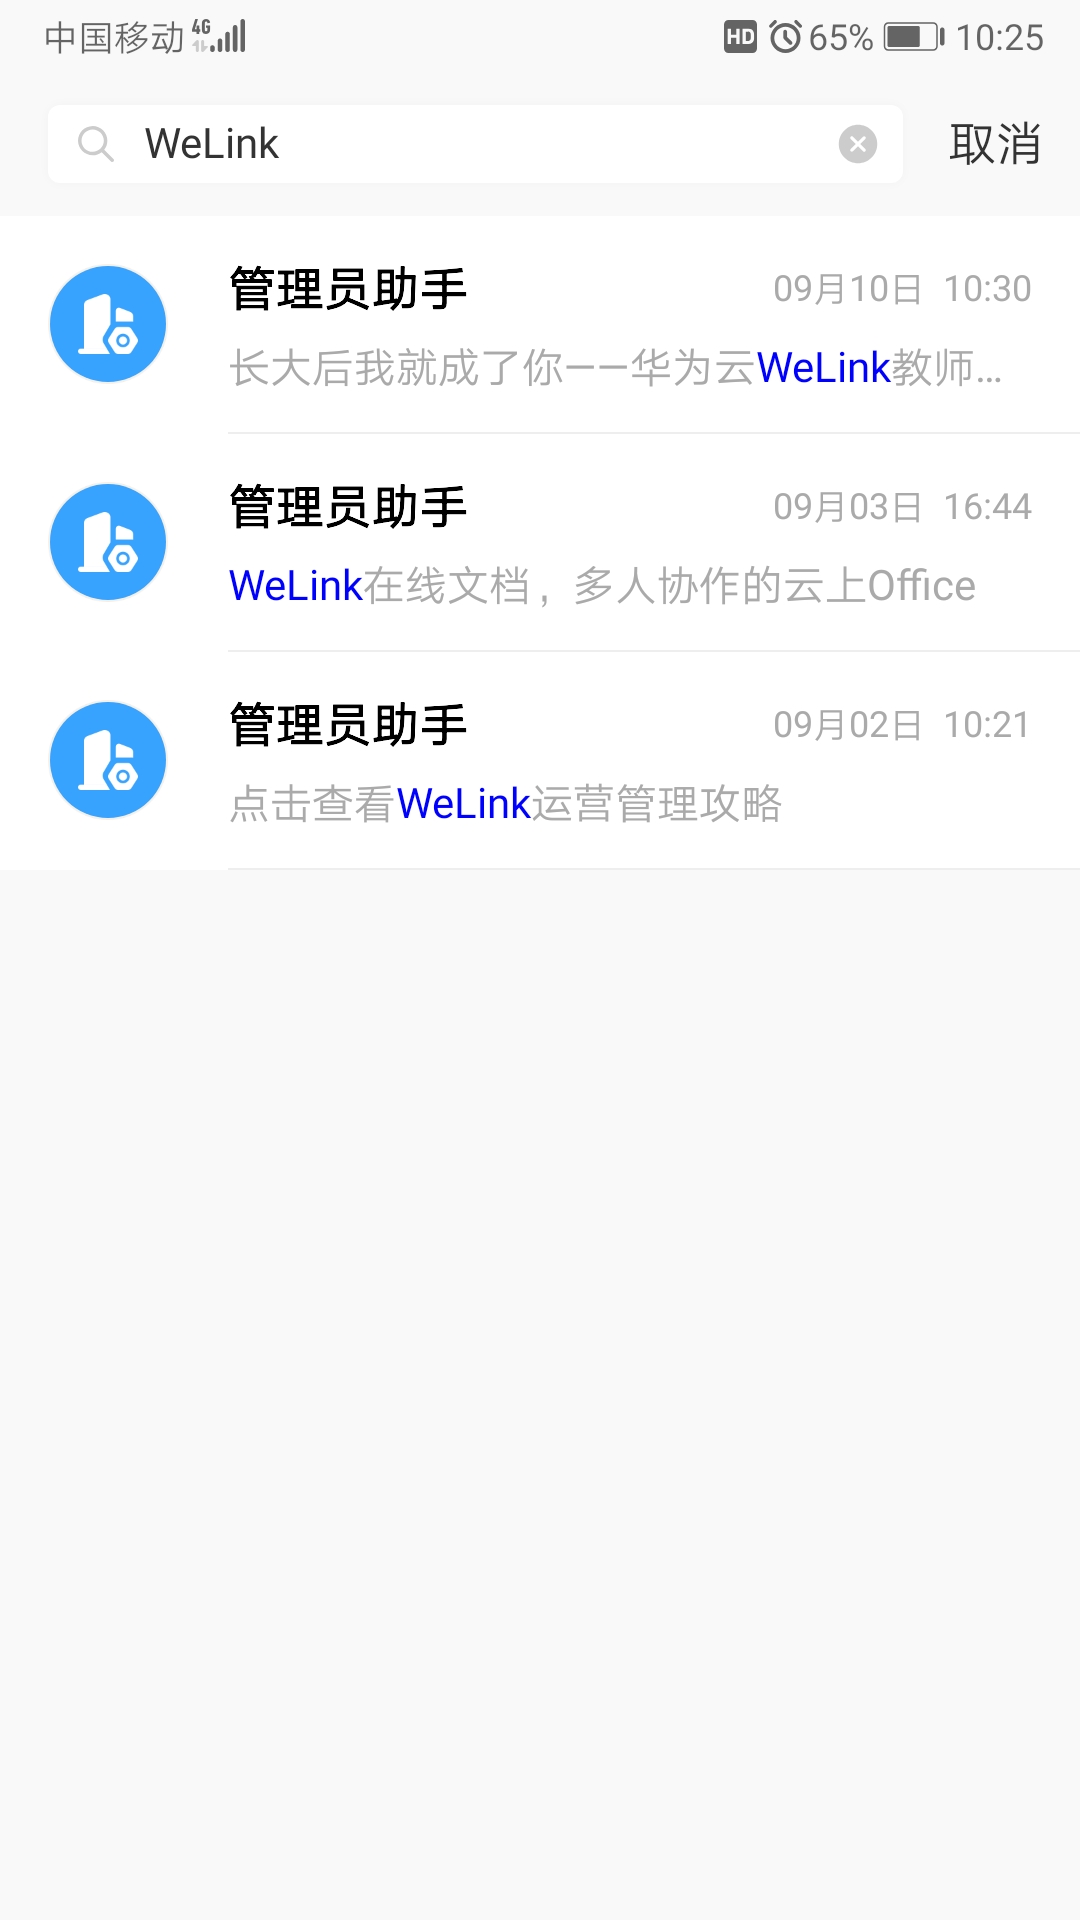 中国移动 4G HD 65% 10:25
WeLink 取消
管理员助手 09月10日 10:30
长大后我就成了你——华为云WeLink教师...
管理员助手 09月03日 16:44
WeLink在线文档，多人协作的云上Office
管理员助手 09月02日 10:21
点击查看WeLink运营管理攻略